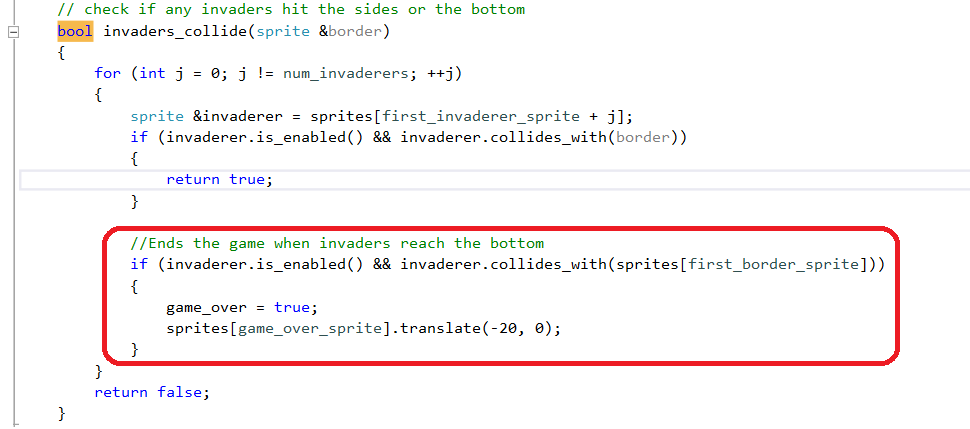 // check if any invaders hit the sides or the bottom
bool invaders_collide(sprite &border)
{
for (int j = 0; j != num_invaderers; ++j)
{
sprite &invaderer = sprites[first_invaderer_sprite + j];
if (invaderer.is_enabled() && invaderer.collides_with(border))
{
return true;
}
//Ends the game when invaders reach the bottom
if (invaderer.is_enabled() && invaderer.collides_with(sprites[first_border_sprite]))
{
game_over = true;
sprites[game_over_sprite].translate(-20, 0);
}
}
return false;
}